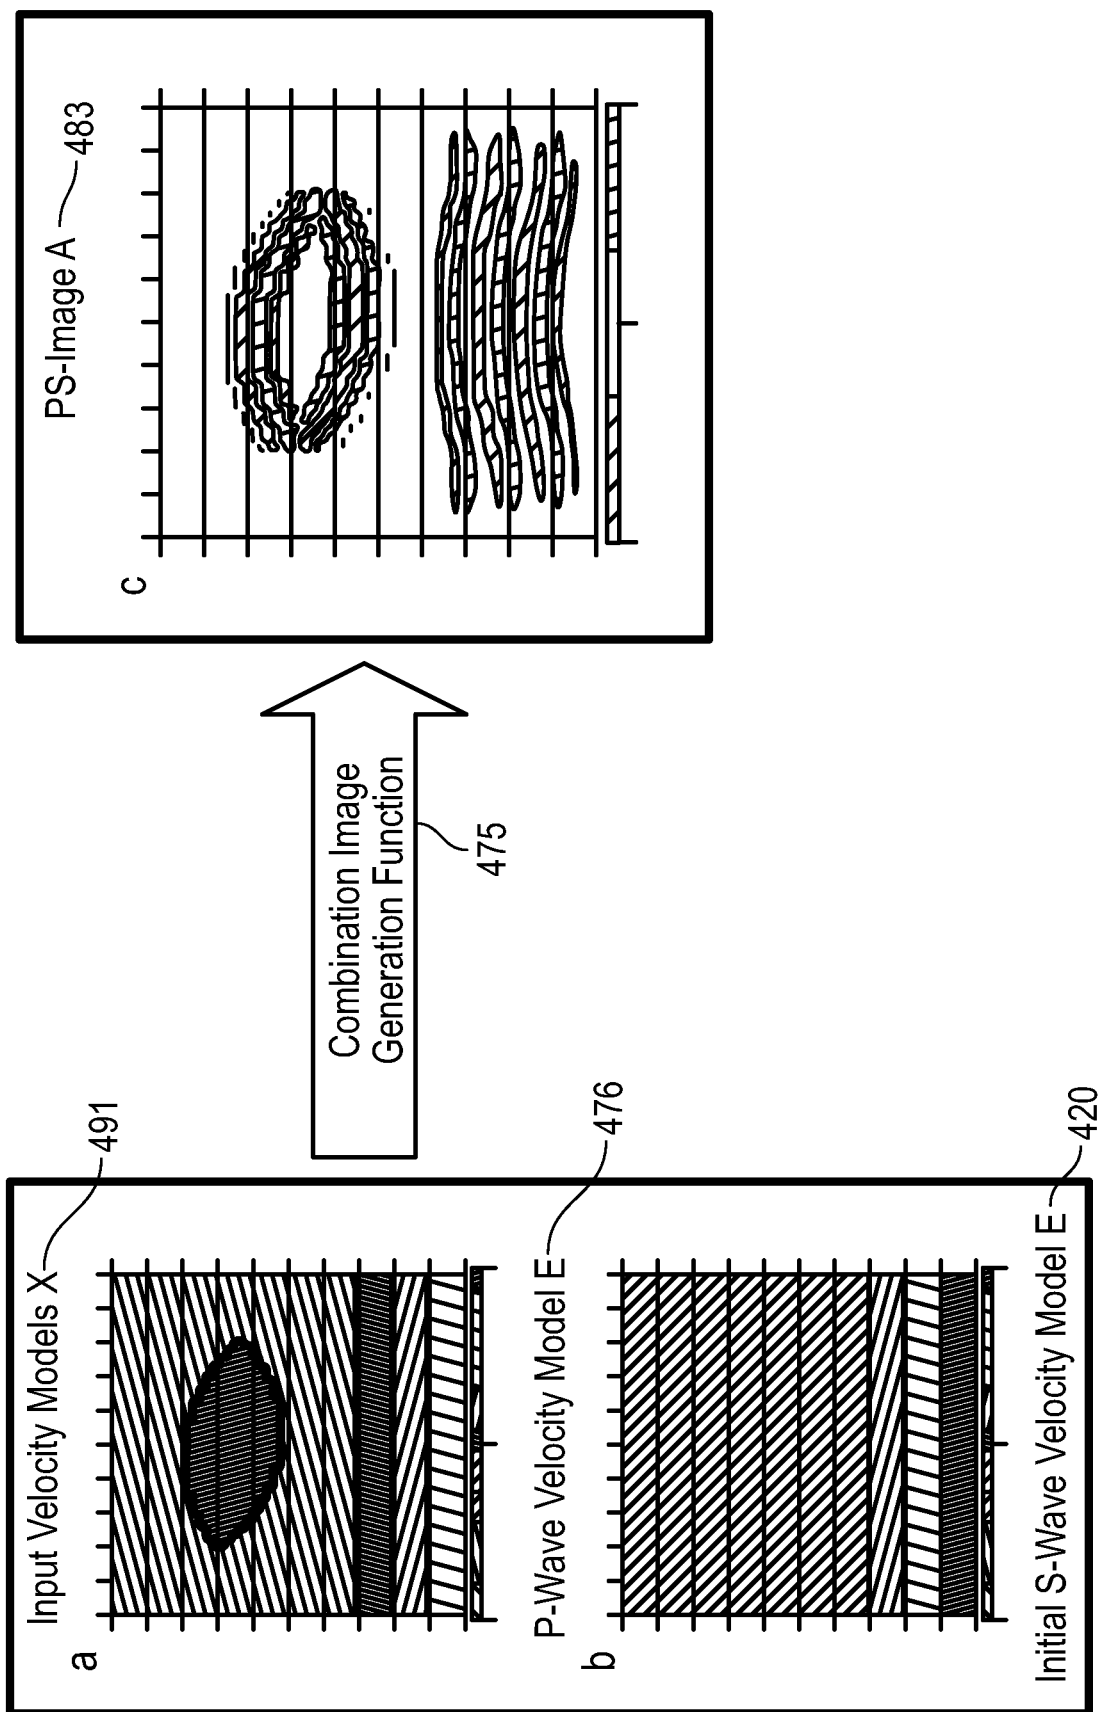 Input Velocity Models X 491
a
P-Wave Velocity Model E 476
b
Initial S-Wave Velocity Model E 420
Combination Image
Generation Function
475
PS-Image A 483
c